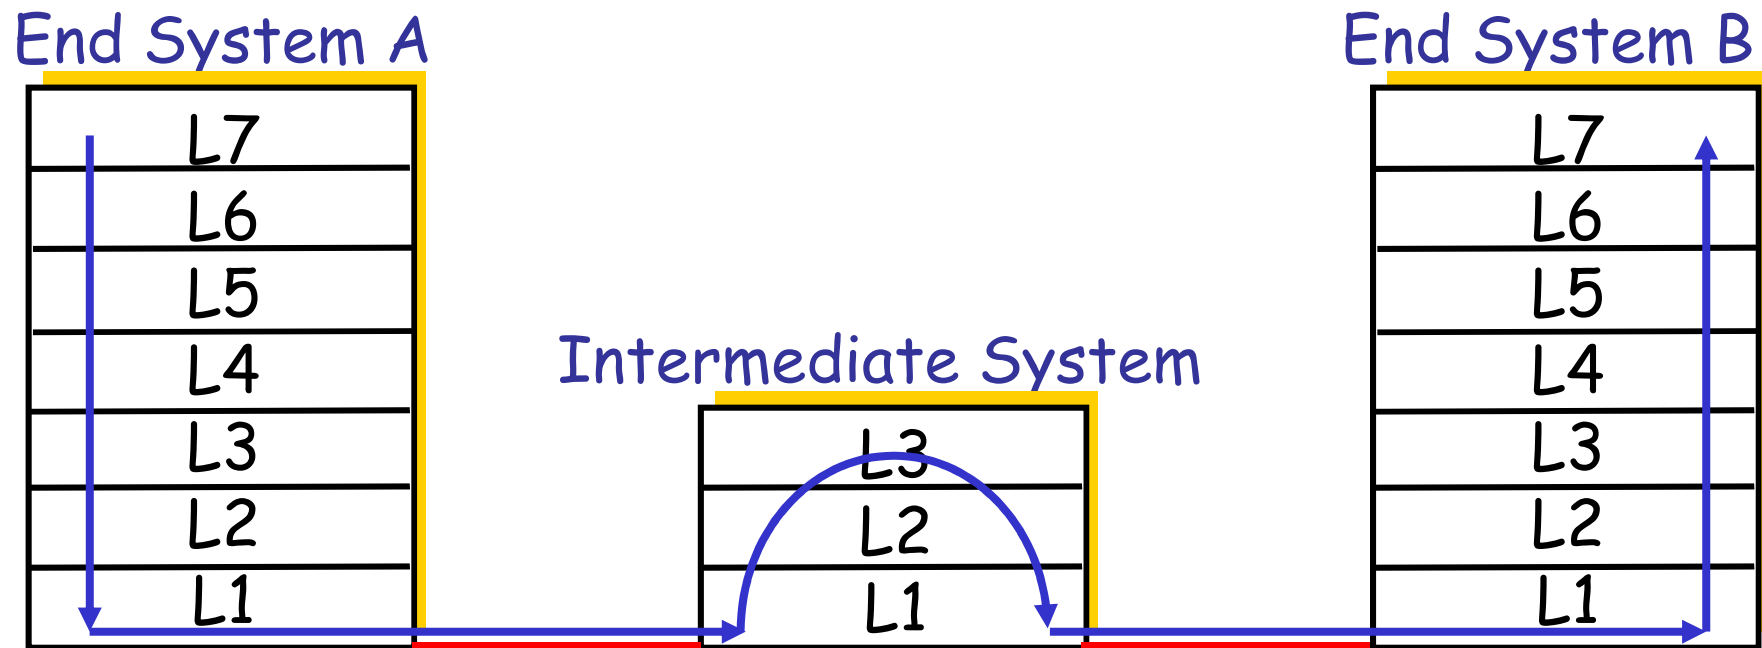 End System A
End System B
L7
L6
L5
L4
L3
L2
L1
Intermediate System
L3
L2
L1
L7
L6
L5
L4
L3
L2
L1